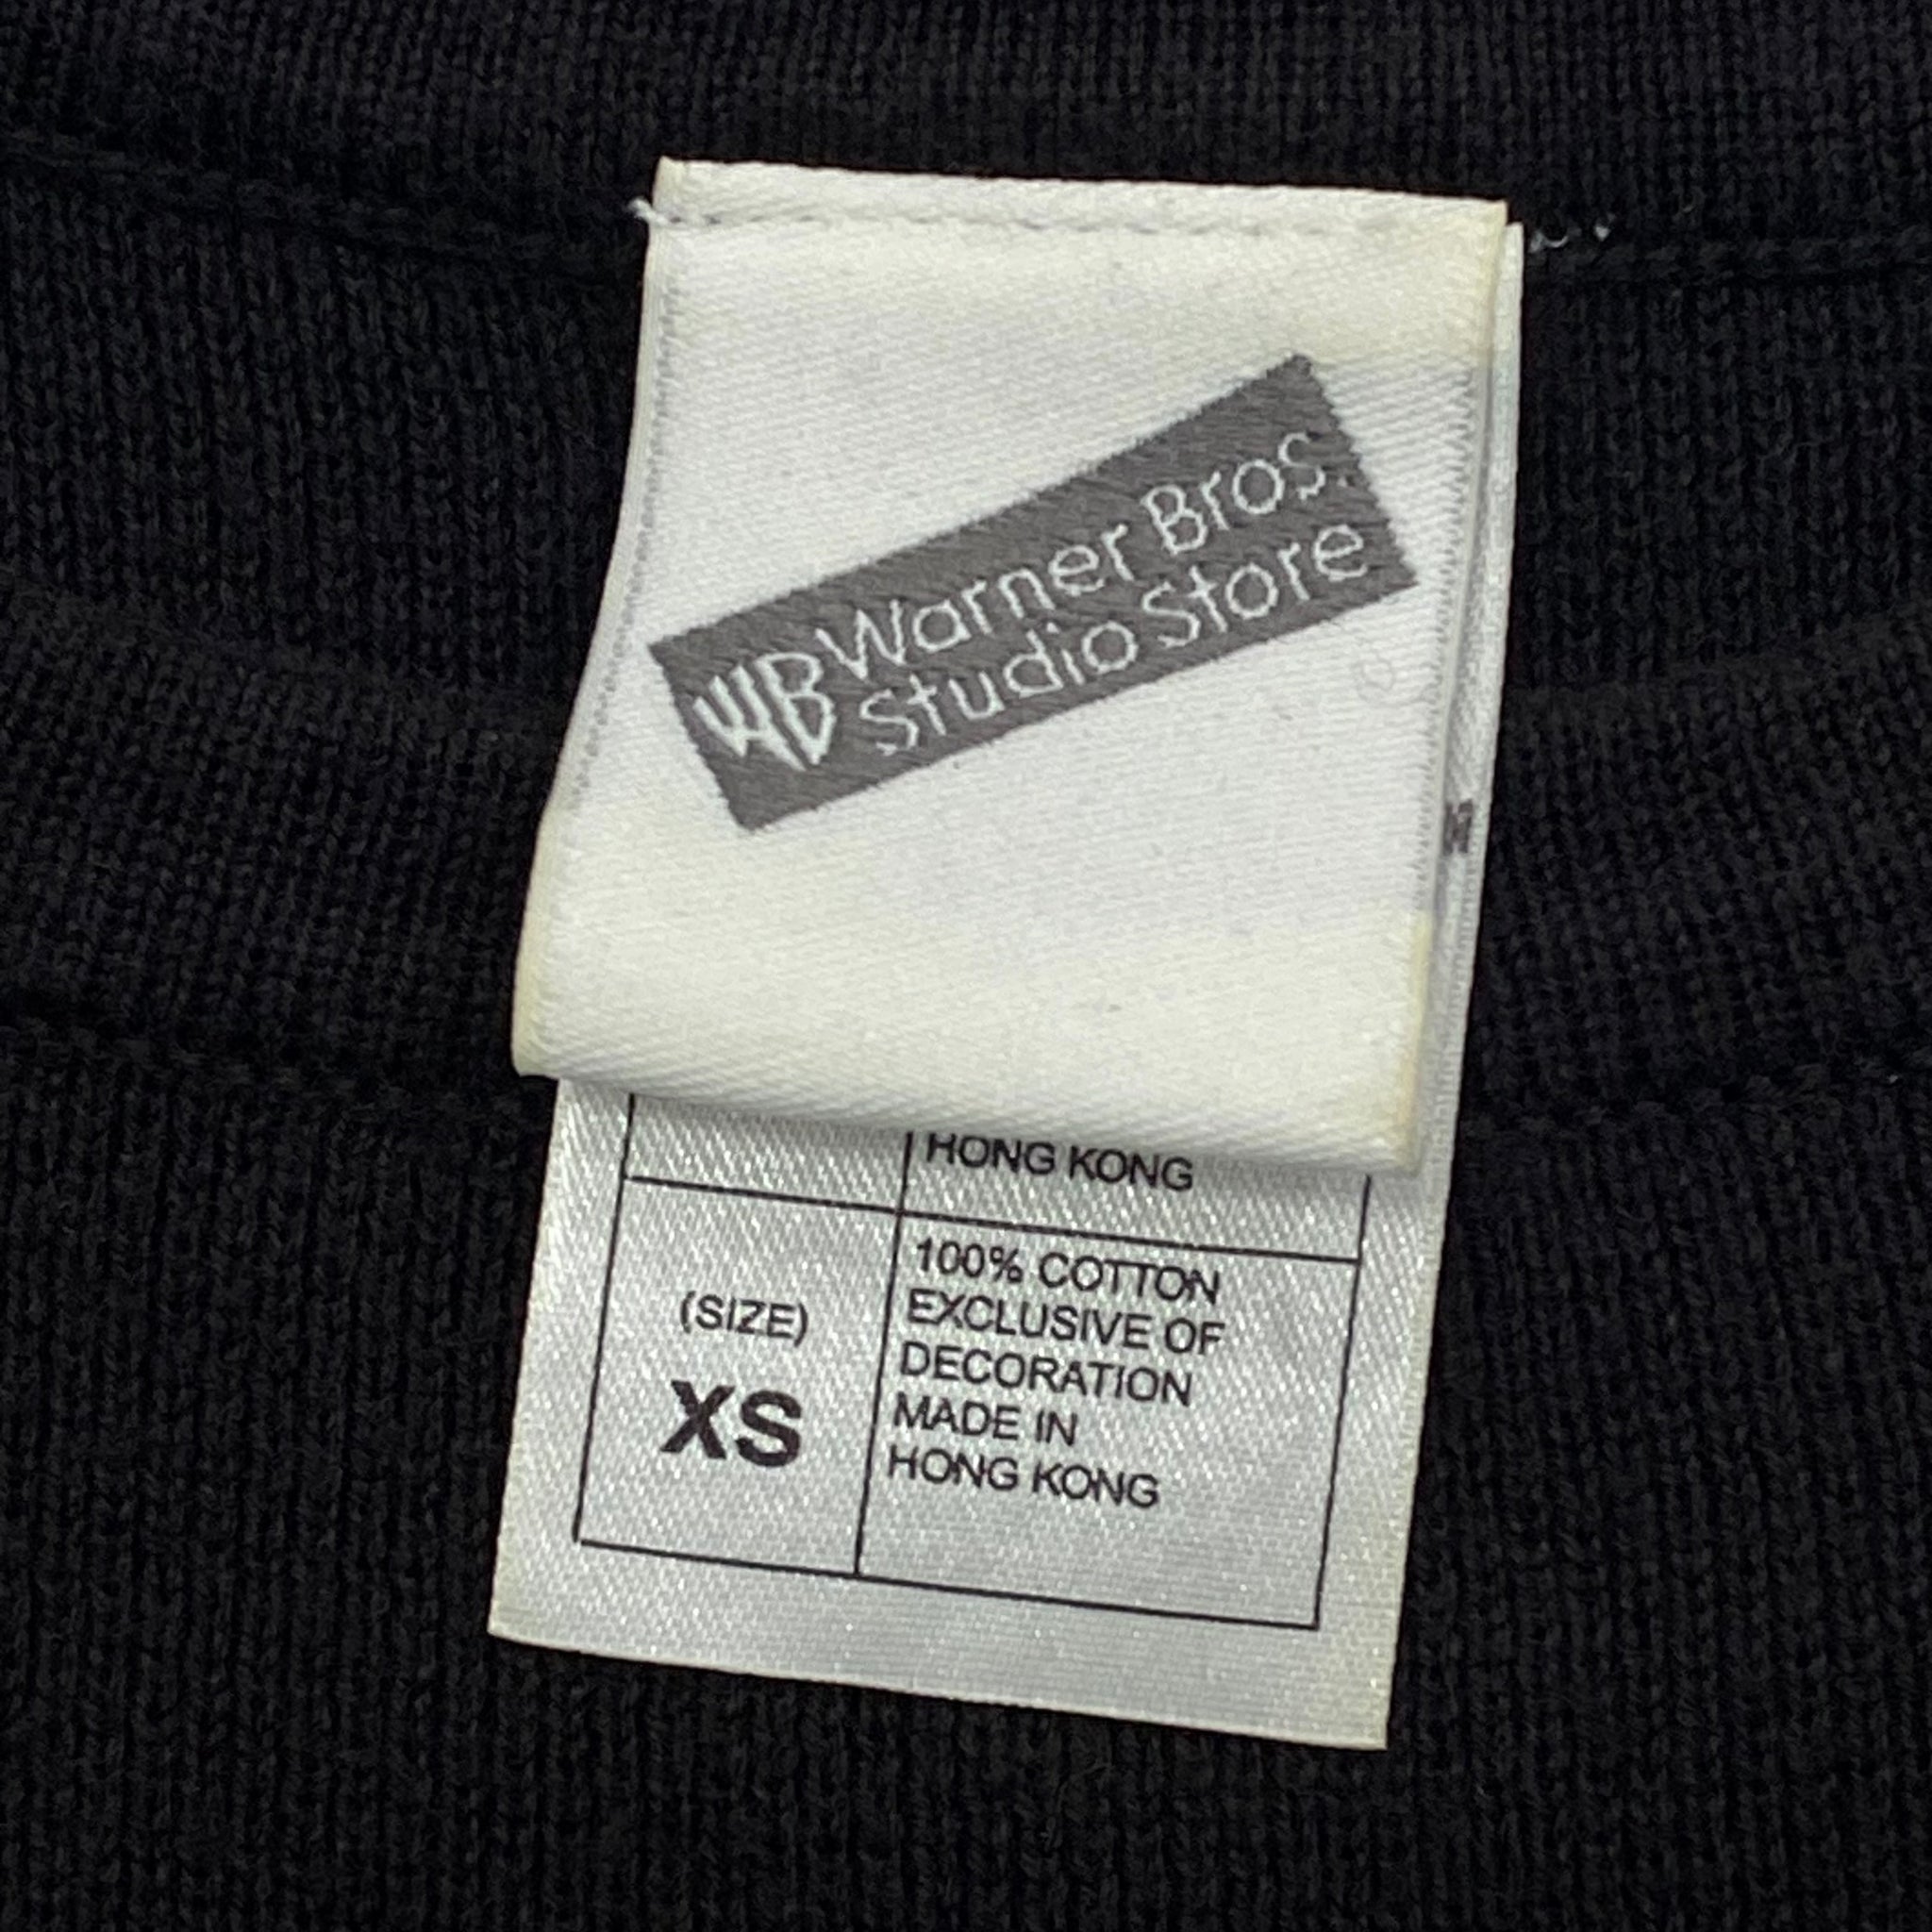 WB Warner Bros.
Studio Store
HONG KONG
(SIZE)
XS
100% COTTON
EXCLUSIVE OF
DECORATION
MADE IN
HONG KONG